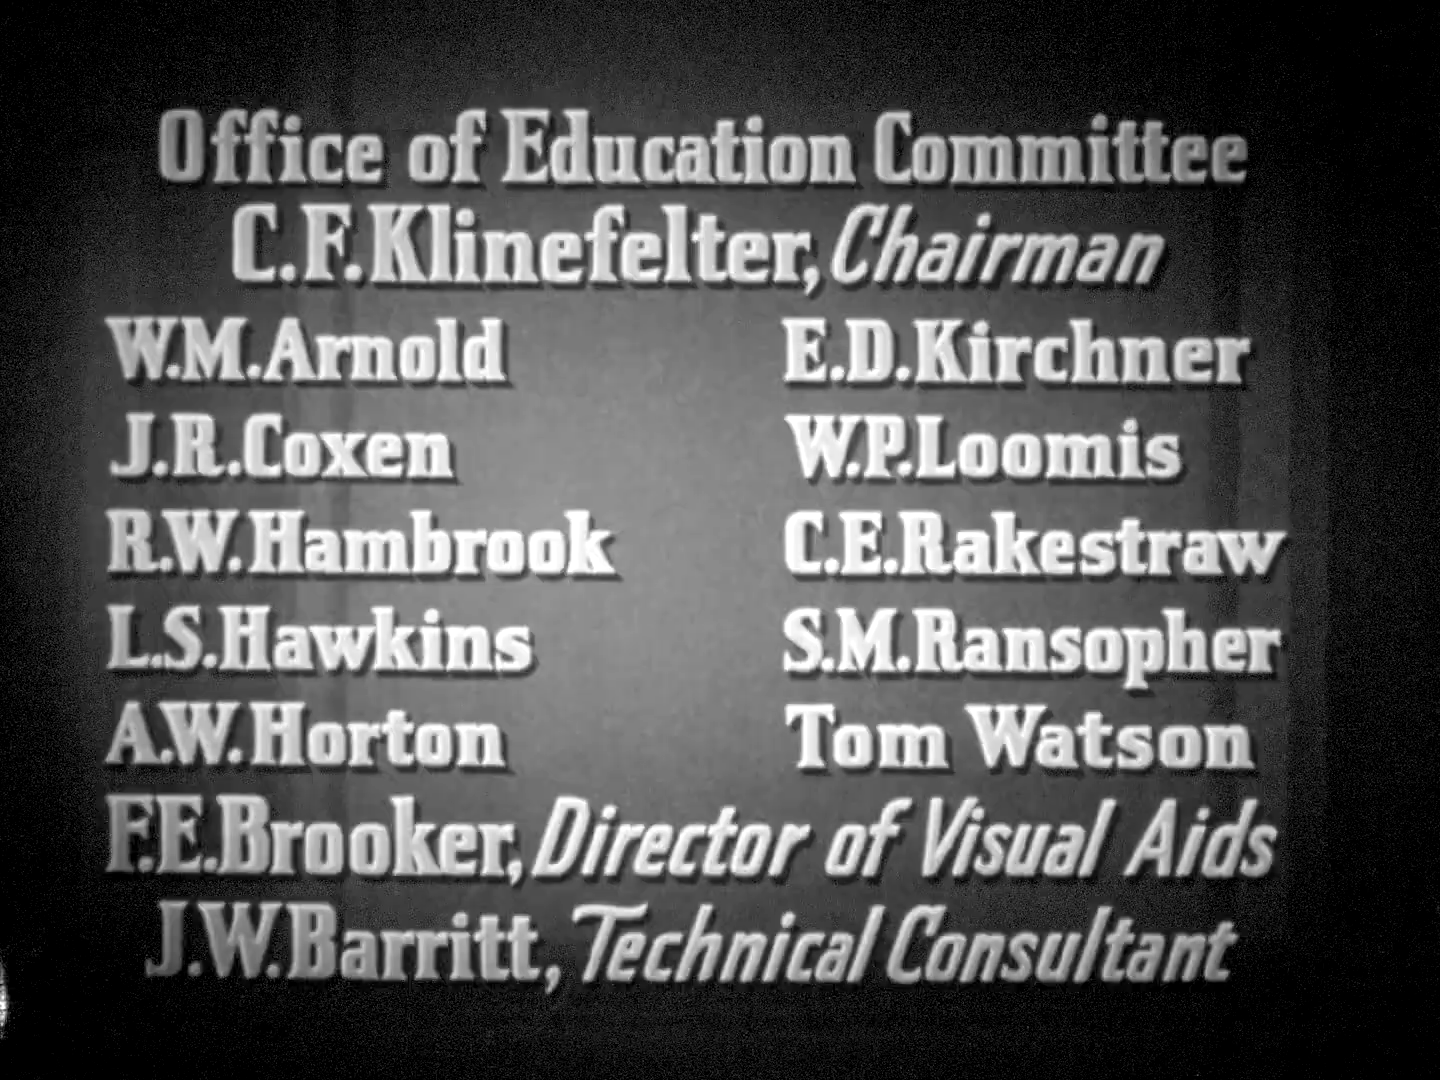 Office of Education Committee
C.F.Klinefelter, Chairman
W.M.Arnold E.D.Kirchner
J.R.Coxen W.P.Loomis
R.W.Hambrook C.E.Rakestraw
L.S.Hawkins S.M.Ransopher
A.W.Horton Tom Watson
F.E.Brooker, Director of Visual Aids
J.W.Barritt, Technical Consultant